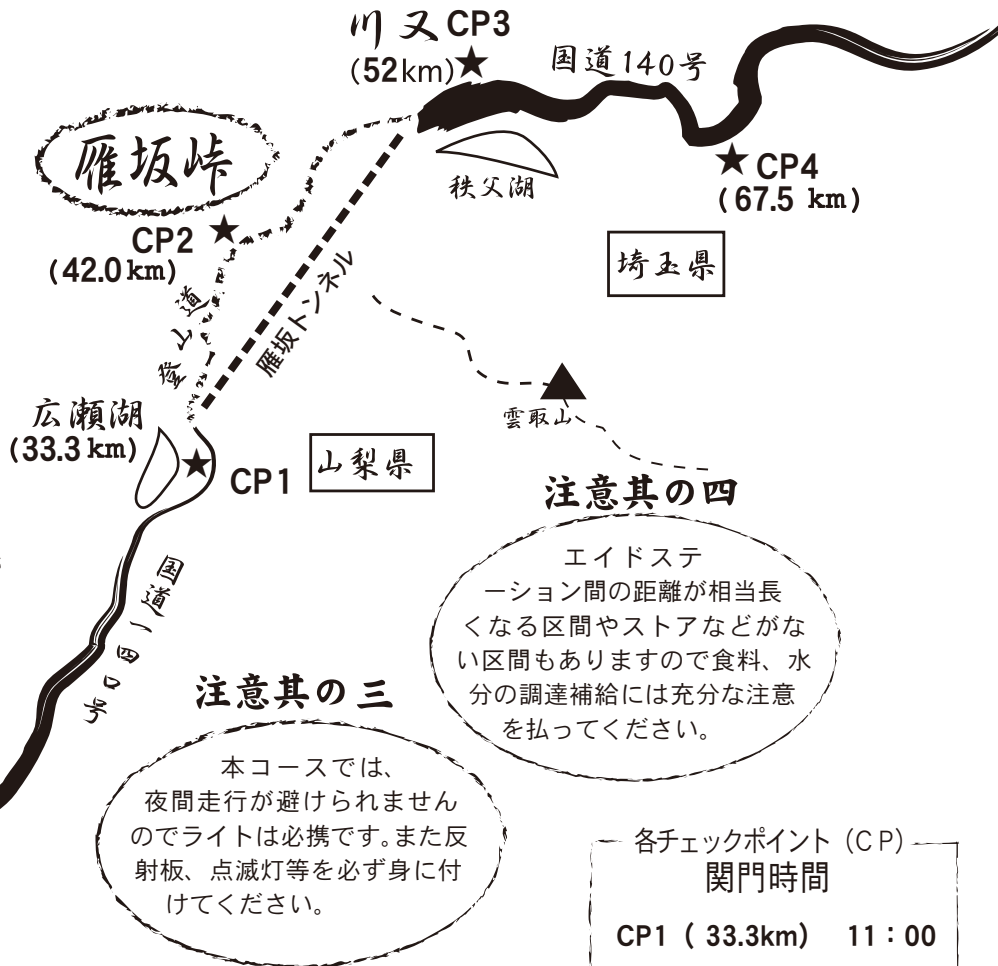 川又 CP3
(52km)
国道140号
雁坂峠
秩父湖
CP4
(67.5 km)
CP2
(42.0km)
埼玉県
登山道
雁坂トンネル
雲取山
広瀬湖
(33.3km)
CP1
山梨県
国道一四〇号
注意其の四
エイドステ
ーション間の距離が相当長
くなる区間やストアなどがな
い区間もありますので食料、水
分の調達補給には充分な注意
を払ってください。
注意其の三
本コースでは、
夜間走行が避けられません
のでライトは必携です。また反
射板、点滅灯等を必ず身に付
けてください。
各チェックポイント（CP）
関門時間
CP1 ( 33.3km) 11：00